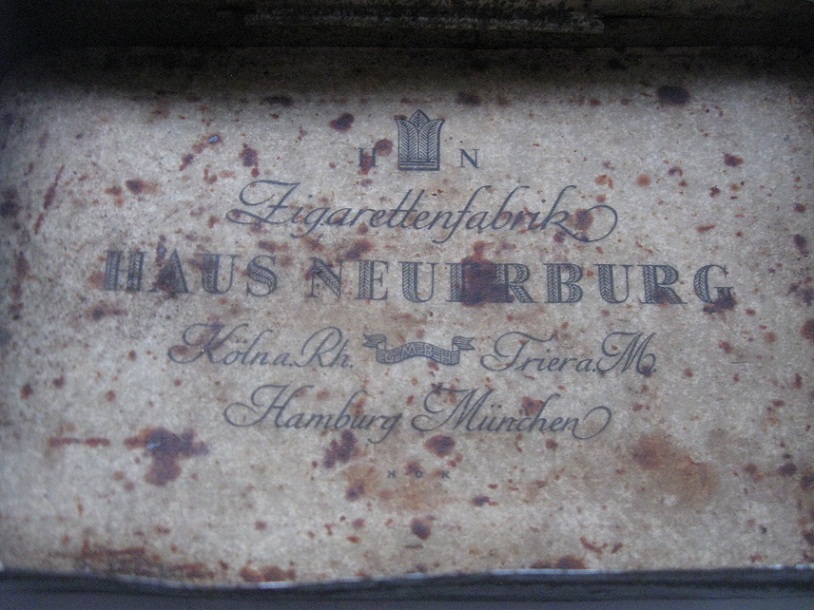 H N
Zigarettenfabrik
HAUS NEUERBURG
Köln a. Rh. G.M.B.H. Trier a. M.
Hamburg München